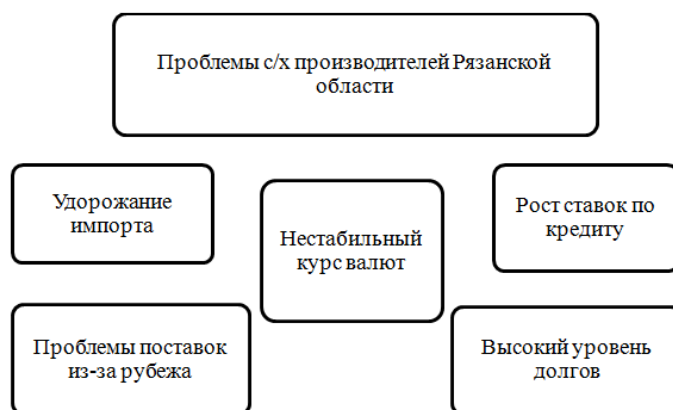 Проблемы с/х производителей Рязанской
области
Удорожание
импорта
Нестабильный
курс валют
Рост ставок по
кредиту
Проблемы поставок
из-за рубежа
Высокий уровень
долгов